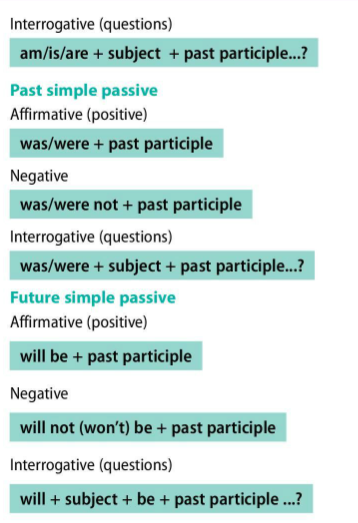 Interrogative (questions)
am/is/are + subject + past participle...?
Past simple passive
Affirmative (positive)
was/were + past participle
Negative
was/were not + past participle
Interrogative (questions)
was/were + subject + past participle...?
Future simple passive
Affirmative (positive)
will be + past participle
Negative
will not (won’t) be + past participle
Interrogative (questions)
will + subject + be + past participle ...?